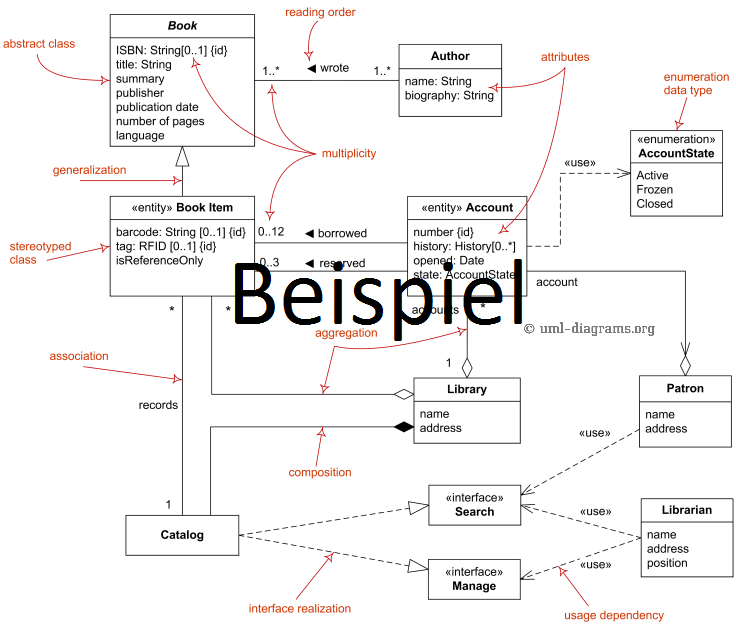 reading order
Book
abstract class
ISBN: String[0..1] {id}
title: String
summary
publisher
publication date
number of pages
language
1..*
◄ wrote
1..*
Author
name: String
biography: String
attributes
enumeration
data type
«enumeration»
AccountState
Active
Frozen
Closed
multiplicity
«use»
generalization
«entity» Book Item
barcode: String [0..1] {id}
tag: RFID [0..1] {id}
isReferenceOnly
stereotyped
class
0..12
◄ borrowed
0..3
◄ reserved
«entity» Account
number {id}
history: History[0..*]
opened: Date
state: AccountState
Beispiel
account
*
*
accounts
*
© uml-diagrams.org
aggregation
association
1
Library
name
address
Patron
name
address
records
«use»
composition
1
Catalog
«interface»
Search
«use»
Librarian
name
address
position
«interface»
Manage
«use»
interface realization
usage dependency